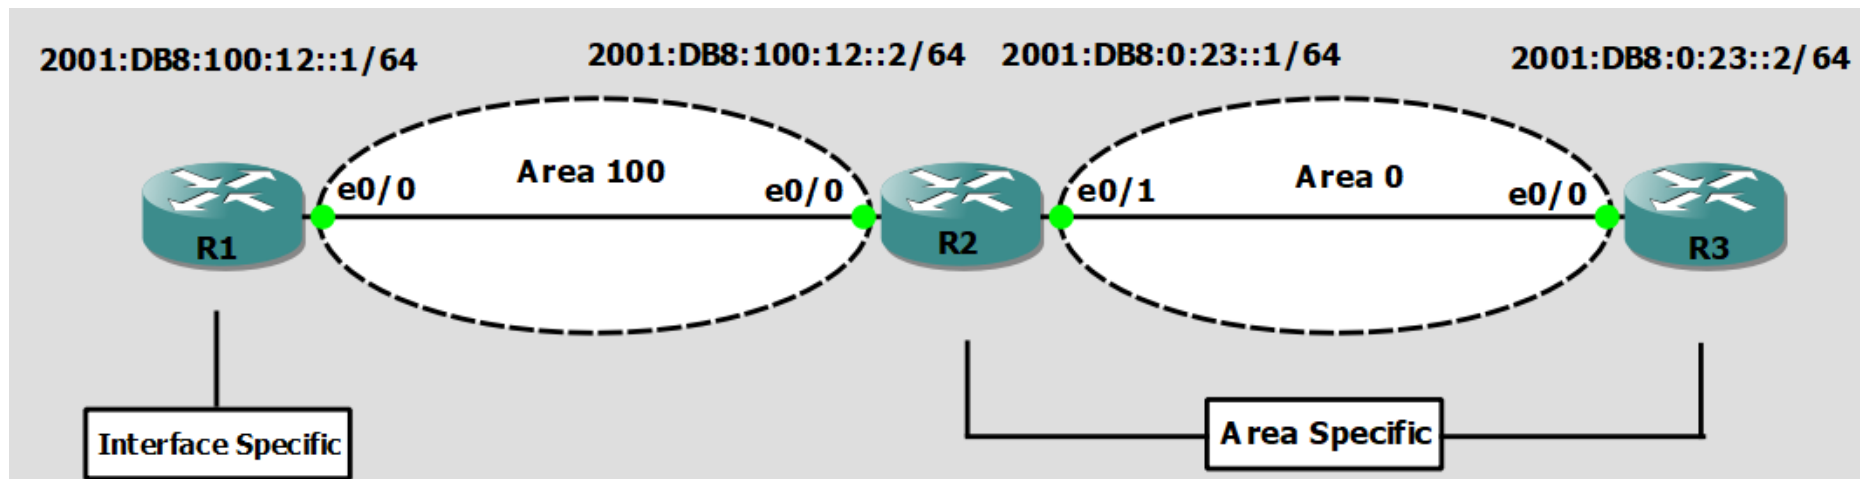 2001:DB8:100:12::1/64
2001:DB8:100:12::2/64
2001:DB8:0:23::1/64
2001:DB8:0:23::2/64
Area 100
Area 0
e0/0
e0/0
e0/1
e0/0
R1
R2
R3
Interface Specific
Area Specific